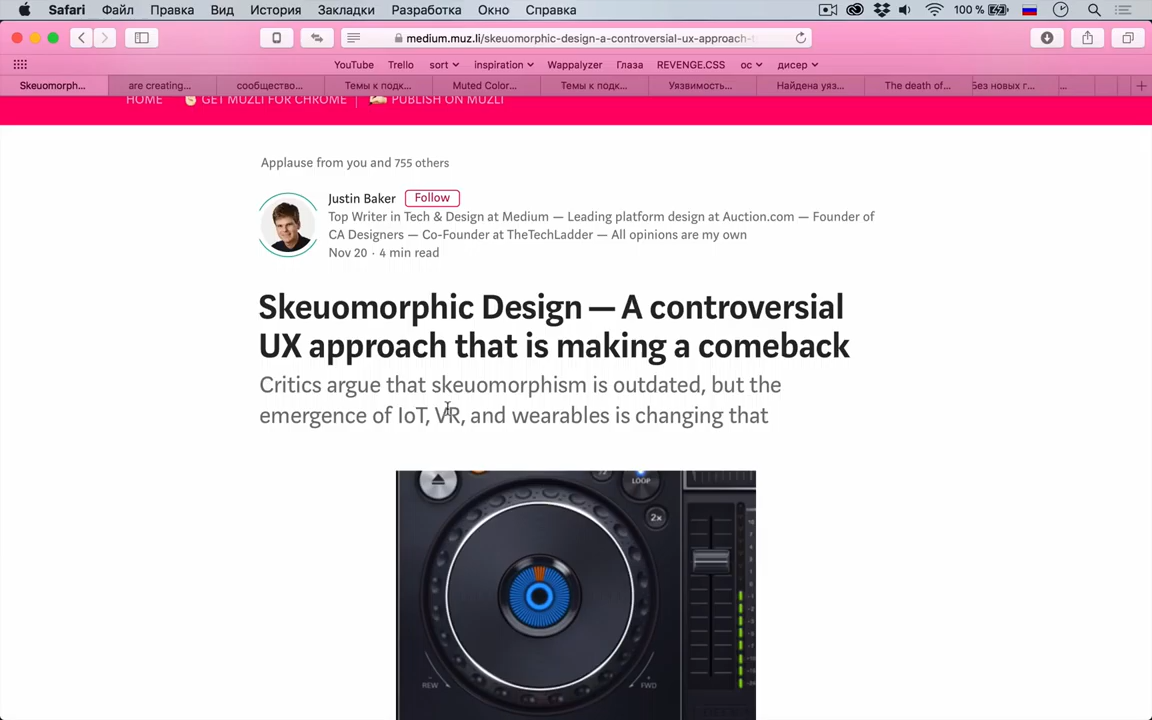 Safari Файл Правка Вид История Закладки Разработка Окно Справка 100 %
medium.muz.li/skeuomorphic-design-a-controversial-ux-approach-
YouTube Trello sort inspiration Wappalyzer Глаза REVENGE.CSS ос дисер
Skeuomorph... are creating... сообщество... Темы к подк... Muted Color... Темы к подк... Уязвимость... Найдена уяз... The death of... Без новых г... ...
HOME GET MUZLI FOR CHROME PUBLISH ON MUZLI
Applause from you and 755 others
Justin Baker Follow
Top Writer in Tech & Design at Medium — Leading platform design at Auction.com — Founder of
CA Designers — Co-Founder at TheTechLadder — All opinions are my own
Nov 20 · 4 min read
Skeuomorphic Design — A controversial
UX approach that is making a comeback
Critics argue that skeuomorphism is outdated, but the
emergence of IoT, VR, and wearables is changing that
LOOP
2x
REW FWD